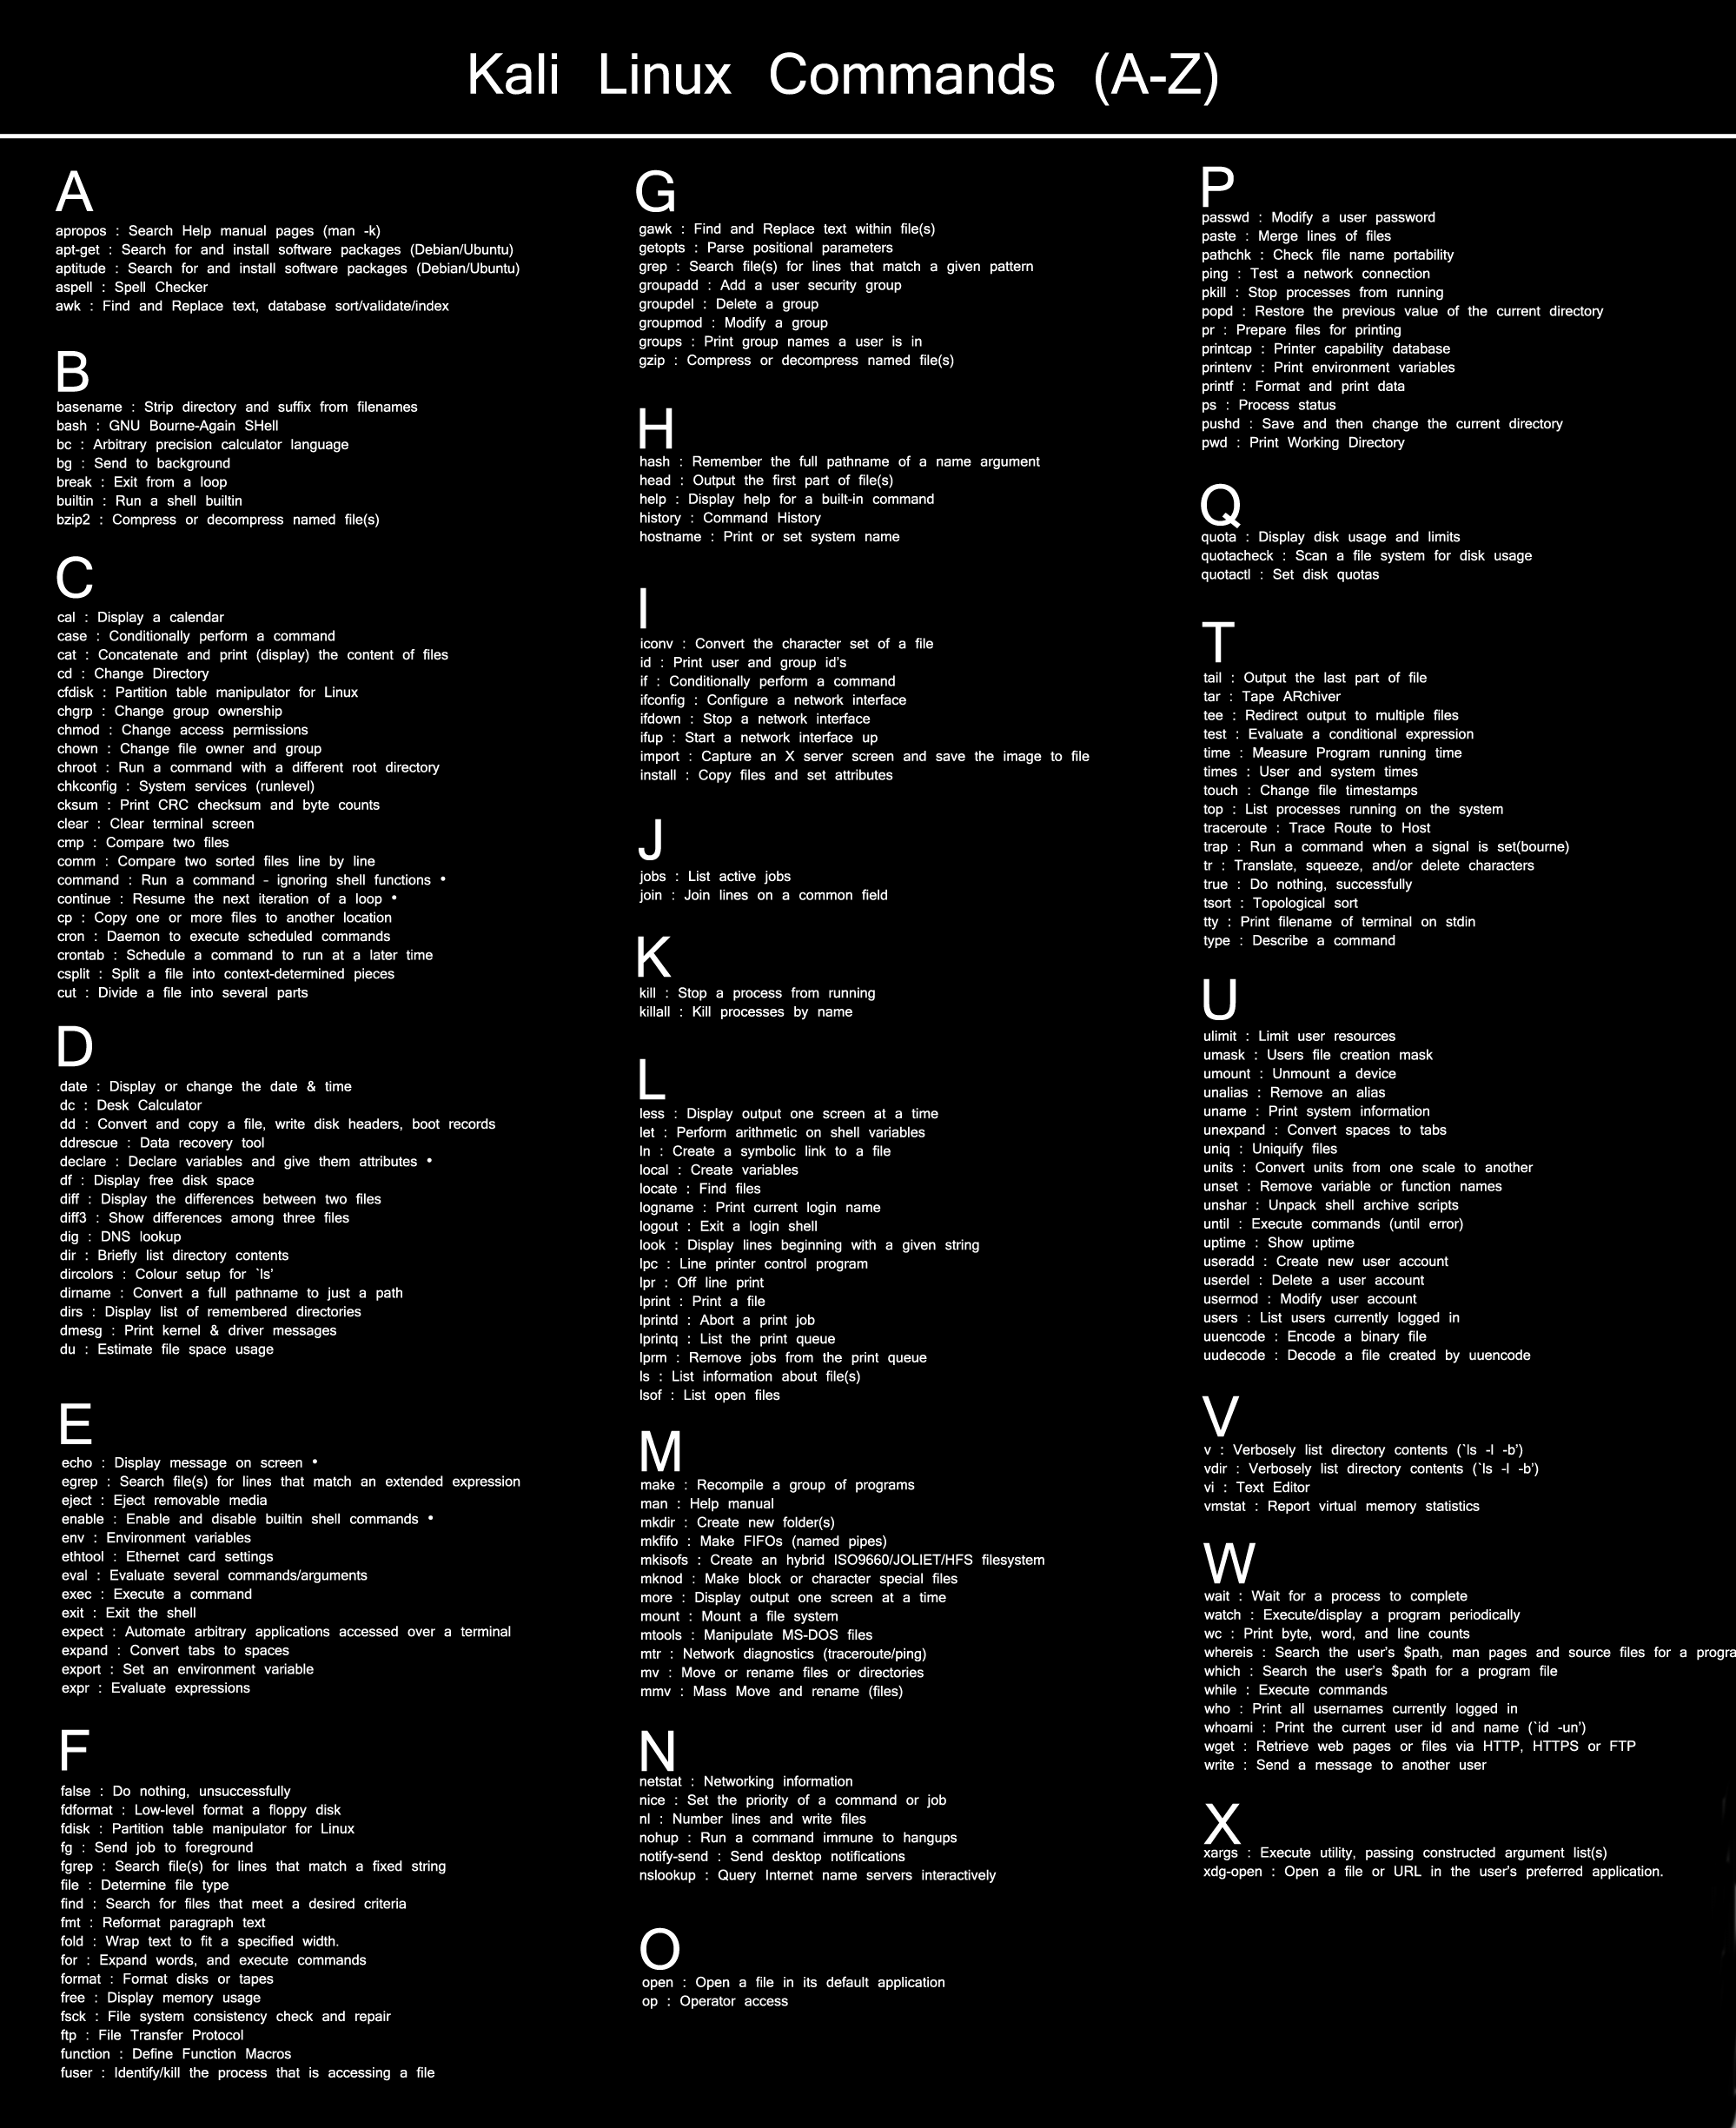 Kali Linux Commands (A-Z)
A
apropos : Search Help manual pages (man -k)
apt-get : Search for and install software packages (Debian/Ubuntu)
aptitude : Search for and install software packages (Debian/Ubuntu)
aspell : Spell Checker
awk : Find and Replace text, database sort/validate/index
B
basename : Strip directory and suffix from filenames
bash : GNU Bourne-Again SHell
bc : Arbitrary precision calculator language
bg : Send to background
break : Exit from a loop
builtin : Run a shell builtin
bzip2 : Compress or decompress named file(s)
C
cal : Display a calendar
case : Conditionally perform a command
cat : Concatenate and print (display) the content of files
cd : Change Directory
cfdisk : Partition table manipulator for Linux
chgrp : Change group ownership
chmod : Change access permissions
chown : Change file owner and group
chroot : Run a command with a different root directory
chkconfig : System services (runlevel)
cksum : Print CRC checksum and byte counts
clear : Clear terminal screen
cmp : Compare two files
comm : Compare two sorted files line by line
command : Run a command - ignoring shell functions •
continue : Resume the next iteration of a loop •
cp : Copy one or more files to another location
cron : Daemon to execute scheduled commands
crontab : Schedule a command to run at a later time
csplit : Split a file into context-determined pieces
cut : Divide a file into several parts
D
date : Display or change the date & time
dc : Desk Calculator
dd : Convert and copy a file, write disk headers, boot records
ddrescue : Data recovery tool
declare : Declare variables and give them attributes •
df : Display free disk space
diff : Display the differences between two files
diff3 : Show differences among three files
dig : DNS lookup
dir : Briefly list directory contents
dircolors : Colour setup for `ls’
dirname : Convert a full pathname to just a path
dirs : Display list of remembered directories
dmesg : Print kernel & driver messages
du : Estimate file space usage
E
echo : Display message on screen •
egrep : Search file(s) for lines that match an extended expression
eject : Eject removable media
enable : Enable and disable builtin shell commands •
env : Environment variables
ethtool : Ethernet card settings
eval : Evaluate several commands/arguments
exec : Execute a command
exit : Exit the shell
expect : Automate arbitrary applications accessed over a terminal
expand : Convert tabs to spaces
export : Set an environment variable
expr : Evaluate expressions
F
false : Do nothing, unsuccessfully
fdformat : Low-level format a floppy disk
fdisk : Partition table manipulator for Linux
fg : Send job to foreground
fgrep : Search file(s) for lines that match a fixed string
file : Determine file type
find : Search for files that meet a desired criteria
fmt : Reformat paragraph text
fold : Wrap text to fit a specified width.
for : Expand words, and execute commands
format : Format disks or tapes
free : Display memory usage
fsck : File system consistency check and repair
ftp : File Transfer Protocol
function : Define Function Macros
fuser : Identify/kill the process that is accessing a file
G
gawk : Find and Replace text within file(s)
getopts : Parse positional parameters
grep : Search file(s) for lines that match a given pattern
groupadd : Add a user security group
groupdel : Delete a group
groupmod : Modify a group
groups : Print group names a user is in
gzip : Compress or decompress named file(s)
H
hash : Remember the full pathname of a name argument
head : Output the first part of file(s)
help : Display help for a built-in command
history : Command History
hostname : Print or set system name
I
iconv : Convert the character set of a file
id : Print user and group id’s
if : Conditionally perform a command
ifconfig : Configure a network interface
ifdown : Stop a network interface
ifup : Start a network interface up
import : Capture an X server screen and save the image to file
install : Copy files and set attributes
J
jobs : List active jobs
join : Join lines on a common field
K
kill : Stop a process from running
killall : Kill processes by name
L
less : Display output one screen at a time
let : Perform arithmetic on shell variables
ln : Create a symbolic link to a file
local : Create variables
locate : Find files
logname : Print current login name
logout : Exit a login shell
look : Display lines beginning with a given string
lpc : Line printer control program
lpr : Off line print
lprint : Print a file
lprintd : Abort a print job
lprintq : List the print queue
lprm : Remove jobs from the print queue
ls : List information about file(s)
lsof : List open files
M
make : Recompile a group of programs
man : Help manual
mkdir : Create new folder(s)
mkfifo : Make FIFOs (named pipes)
mkisofs : Create an hybrid ISO9660/JOLIET/HFS filesystem
mknod : Make block or character special files
more : Display output one screen at a time
mount : Mount a file system
mtools : Manipulate MS-DOS files
mtr : Network diagnostics (traceroute/ping)
mv : Move or rename files or directories
mmv : Mass Move and rename (files)
N
netstat : Networking information
nice : Set the priority of a command or job
nl : Number lines and write files
nohup : Run a command immune to hangups
notify-send : Send desktop notifications
nslookup : Query Internet name servers interactively
O
open : Open a file in its default application
op : Operator access
P
passwd : Modify a user password
paste : Merge lines of files
pathchk : Check file name portability
ping : Test a network connection
pkill : Stop processes from running
popd : Restore the previous value of the current directory
pr : Prepare files for printing
printcap : Printer capability database
printenv : Print environment variables
printf : Format and print data
ps : Process status
pushd : Save and then change the current directory
pwd : Print Working Directory
Q
quota : Display disk usage and limits
quotacheck : Scan a file system for disk usage
quotactl : Set disk quotas
T
tail : Output the last part of file
tar : Tape ARchiver
tee : Redirect output to multiple files
test : Evaluate a conditional expression
time : Measure Program running time
times : User and system times
touch : Change file timestamps
top : List processes running on the system
traceroute : Trace Route to Host
trap : Run a command when a signal is set(bourne)
tr : Translate, squeeze, and/or delete characters
true : Do nothing, successfully
tsort : Topological sort
tty : Print filename of terminal on stdin
type : Describe a command
U
ulimit : Limit user resources
umask : Users file creation mask
umount : Unmount a device
unalias : Remove an alias
uname : Print system information
unexpand : Convert spaces to tabs
uniq : Uniquify files
units : Convert units from one scale to another
unset : Remove variable or function names
unshar : Unpack shell archive scripts
until : Execute commands (until error)
uptime : Show uptime
useradd : Create new user account
userdel : Delete a user account
usermod : Modify user account
users : List users currently logged in
uuencode : Encode a binary file
uudecode : Decode a file created by uuencode
V
v : Verbosely list directory contents (`ls -l -b’)
vdir : Verbosely list directory contents (`ls -l -b’)
vi : Text Editor
vmstat : Report virtual memory statistics
W
wait : Wait for a process to complete
watch : Execute/display a program periodically
wc : Print byte, word, and line counts
whereis : Search the user’s $path, man pages and source files for a progra
which : Search the user’s $path for a program file
while : Execute commands
who : Print all usernames currently logged in
whoami : Print the current user id and name (`id -un’)
wget : Retrieve web pages or files via HTTP, HTTPS or FTP
write : Send a message to another user
X
xargs : Execute utility, passing constructed argument list(s)
xdg-open : Open a file or URL in the user’s preferred application.